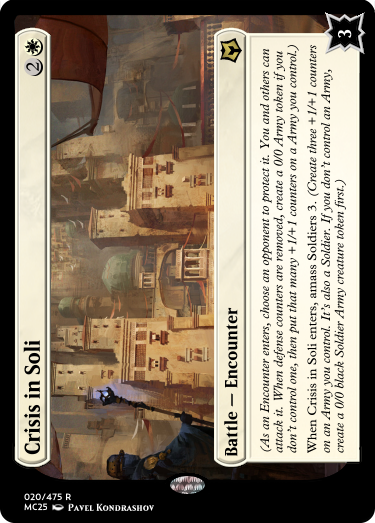 Crisis in Soli
2
Battle — Encounter
(As an Encounter enters, choose an opponent to protect it. You and others can
attack it. When defense counters are removed, create a 0/0 Army token if you
don't control one, then put that many +1/+1 counters on a Army you control.)
When Crisis in Soli enters, amass Soldiers 3. (Create three +1/+1 counters
on an Army you control. It's also a Soldier. If you don't control an Army,
create a 0/0 black Soldier Army creature token first.)
3
020/475 R
MC25 PAVEL KONDRASHOV